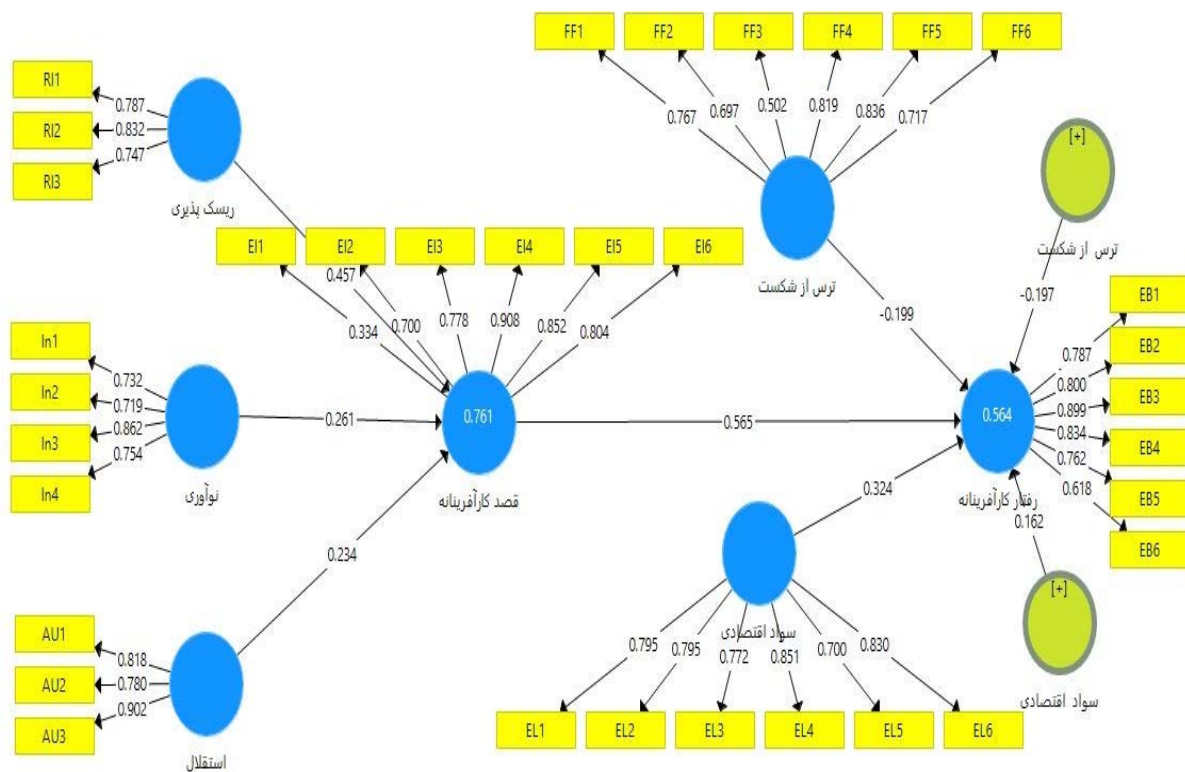 FF1
FF2
FF3
FF4
FF5
FF6
0.767
0.697
0.502
0.819
0.836
0.717
ترس از شکست
-0.199
RI1
RI2
RI3
0.787
0.832
0.747
ریسک پذیری
0.457
EI1
EI2
EI3
EI4
EI5
EI6
0.334
0.700
0.778
0.908
0.852
0.804
[+]
ترس از شکست
-0.197
In1
In2
In3
In4
0.732
0.719
0.862
0.754
نوآوری
0.261
0.761
قصد کارآفرینانه
0.565
0.564
رفتار کارآفرینانه
EB1
EB2
EB3
EB4
EB5
EB6
0.787
0.800
0.899
0.834
0.762
0.618
0.324
0.162
0.234
AU1
AU2
AU3
0.818
0.780
0.902
استقلال
سواد اقتصادی
0.795
0.795
0.772
0.851
0.700
0.830
EL1
EL2
EL3
EL4
EL5
EL6
[+]
سواد اقتصادی